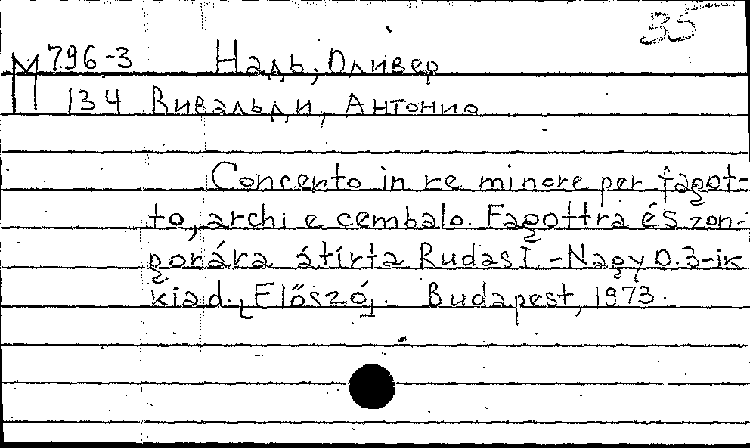 35
М 796-3 Надь, Оливер
134 Вивальди, Антонио
Concerto in re minore per fagot-
to, archi e cembalo. Fagottra és zon-
gorára átírta Rudas I. - Nagy O. 3-ik
kiad. [Előszó]. Budapest, 1973.